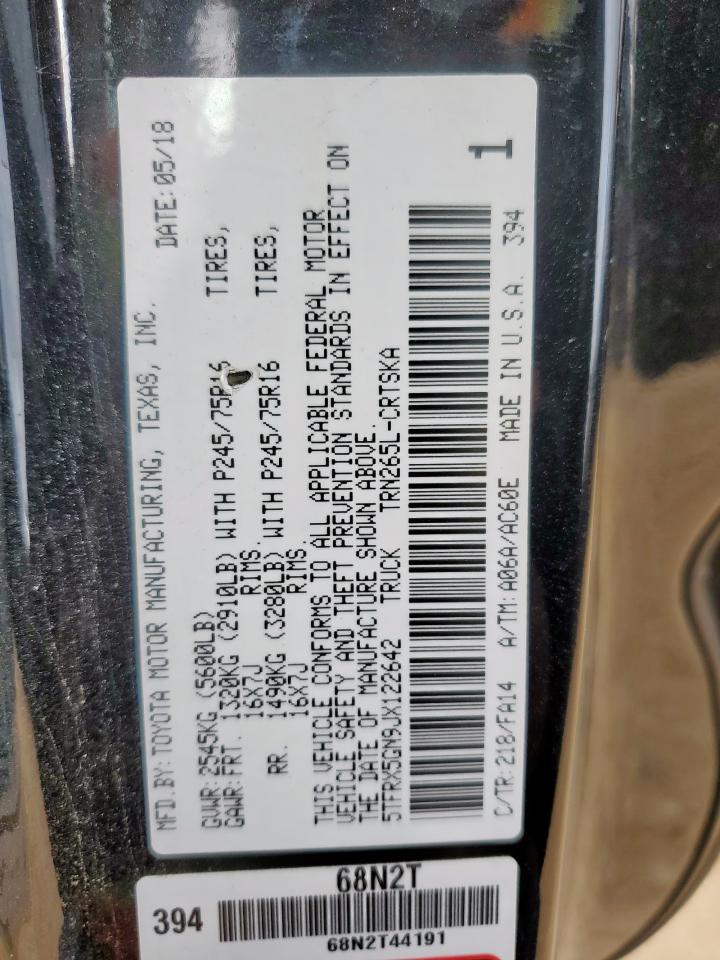 MFD.BY:TOYOTA MOTOR MANUFACTURING, TEXAS, INC. DATE:05/18
GVWR:2545KG (5600LB)
GAWR:FRT. 1320KG (2910LB) WITH P245/75R16 TIRES,
16X7J RIMS.
RR. 1490KG (3280LB) WITH P245/75R16 TIRES,
16X7J RIMS.
THIS VEHICLE CONFORMS TO ALL APPLICABLE FEDERAL MOTOR
VEHICLE SAFETY AND THEFT PREVENTION STANDARDS IN EFFECT ON
THE DATE OF MANUFACTURE SHOWN ABOVE.
5TFRX5GN9JX122642 TRUCK TRN265L-CRTSKA
1
C/TR:218/FA14 A/TM:A06A/AC60E MADE IN U.S.A. 394
68N2T
394
68N2T44191